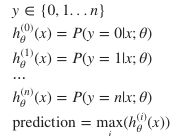 y ∈ {0, 1...n}
h_θ^(0)(x) = P(y = 0|x; θ)
h_θ^(1)(x) = P(y = 1|x; θ)
...
h_θ^(n)(x) = P(y = n|x; θ)
prediction = max_i(h_θ^(i)(x))